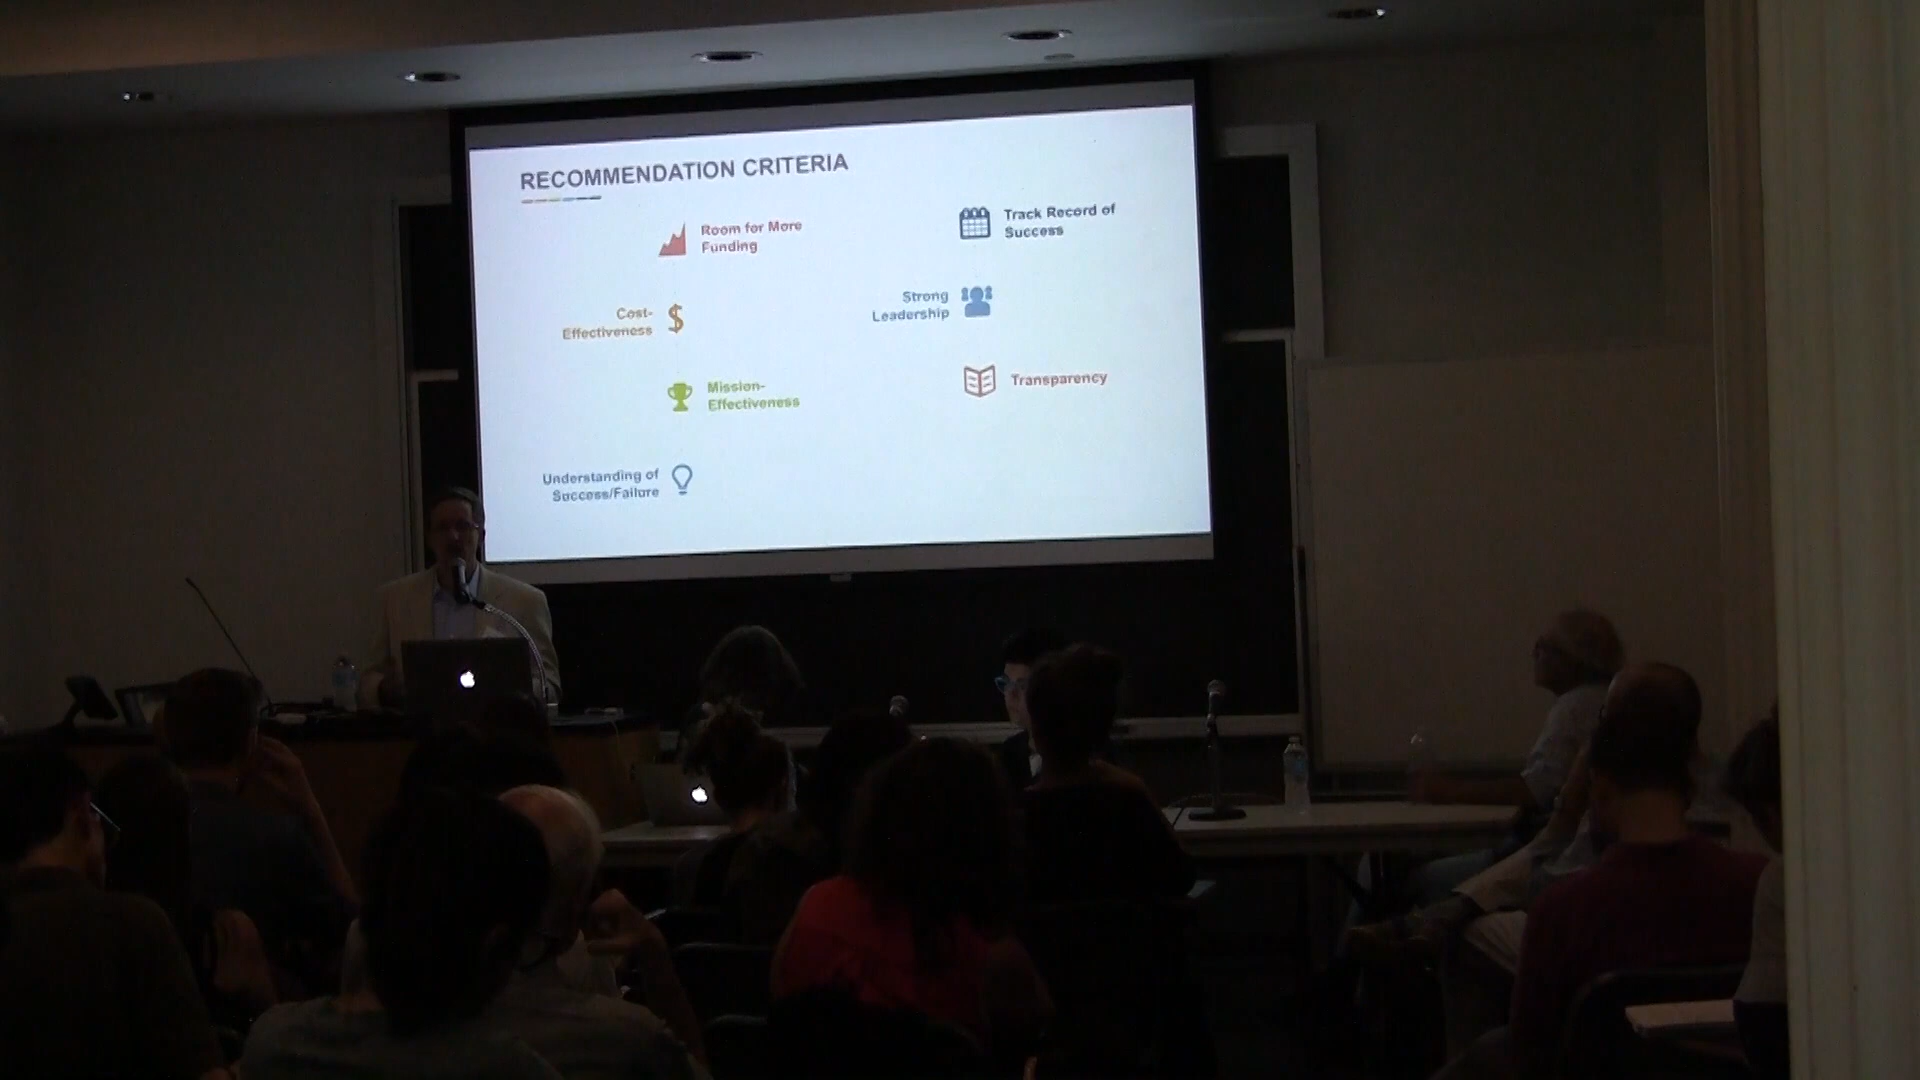 RECOMMENDATION CRITERIA
Room for More
Funding
Cost-
Effectiveness
$
Mission-
Effectiveness
Understanding of
Success/Failure
Track Record of
Success
Strong
Leadership
Transparency